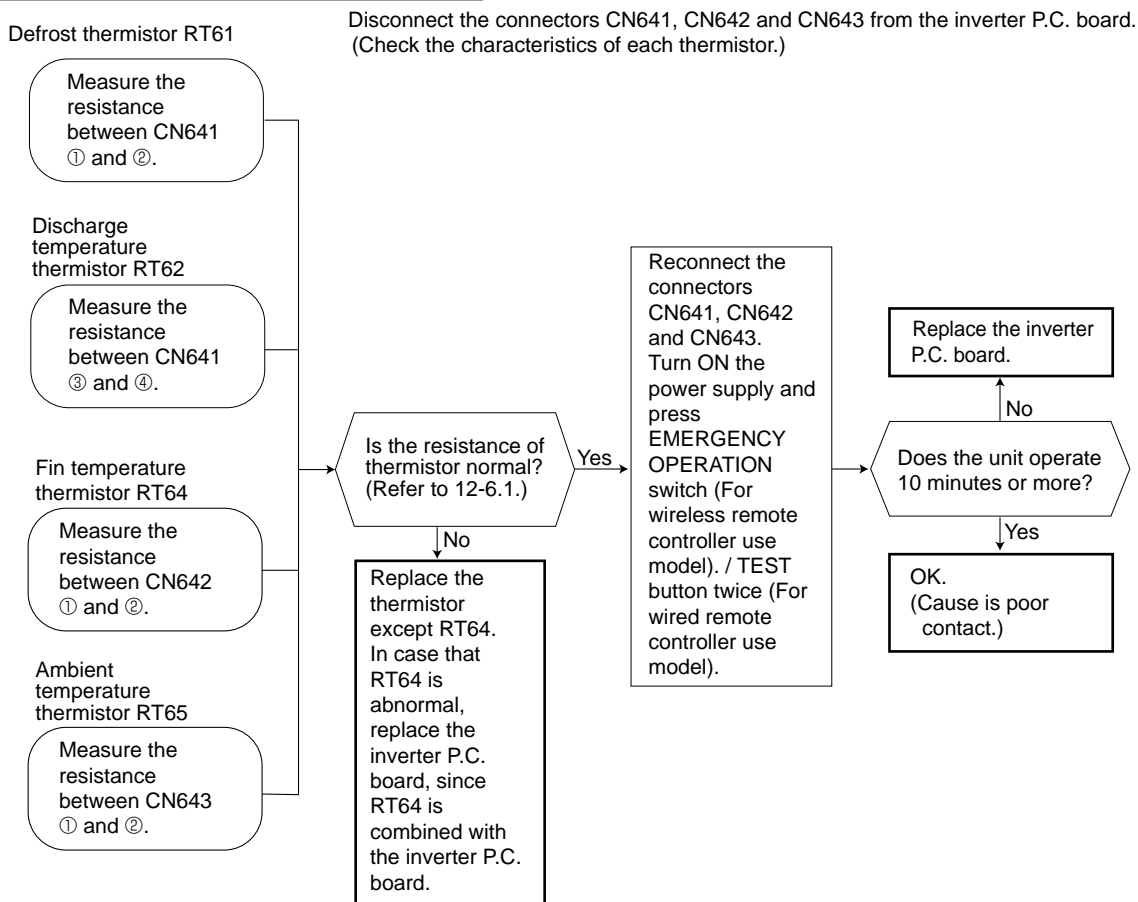 Disconnect the connectors CN641, CN642 and CN643 from the inverter P.C. board.
(Check the characteristics of each thermistor.)
Defrost thermistor RT61
Measure the
resistance
between CN641
① and ②.
Discharge
temperature
thermistor RT62
Measure the
resistance
between CN641
③ and ④.
Fin temperature
thermistor RT64
Measure the
resistance
between CN642
① and ②.
Ambient
temperature
thermistor RT65
Measure the
resistance
between CN643
① and ②.
Is the resistance of
thermistor normal?
(Refer to 12-6.1.)
Yes
No
Replace the
thermistor
except RT64.
In case that
RT64 is
abnormal,
replace the
inverter P.C.
board, since
RT64 is
combined with
the inverter P.C.
board.
Reconnect the
connectors
CN641, CN642
and CN643.
Turn ON the
power supply and
press
EMERGENCY
OPERATION
switch (For
wireless remote
controller use
model). / TEST
button twice (For
wired remote
controller use
model).
Replace the inverter
P.C. board.
No
Does the unit operate
10 minutes or more?
Yes
OK.
(Cause is poor
contact.)